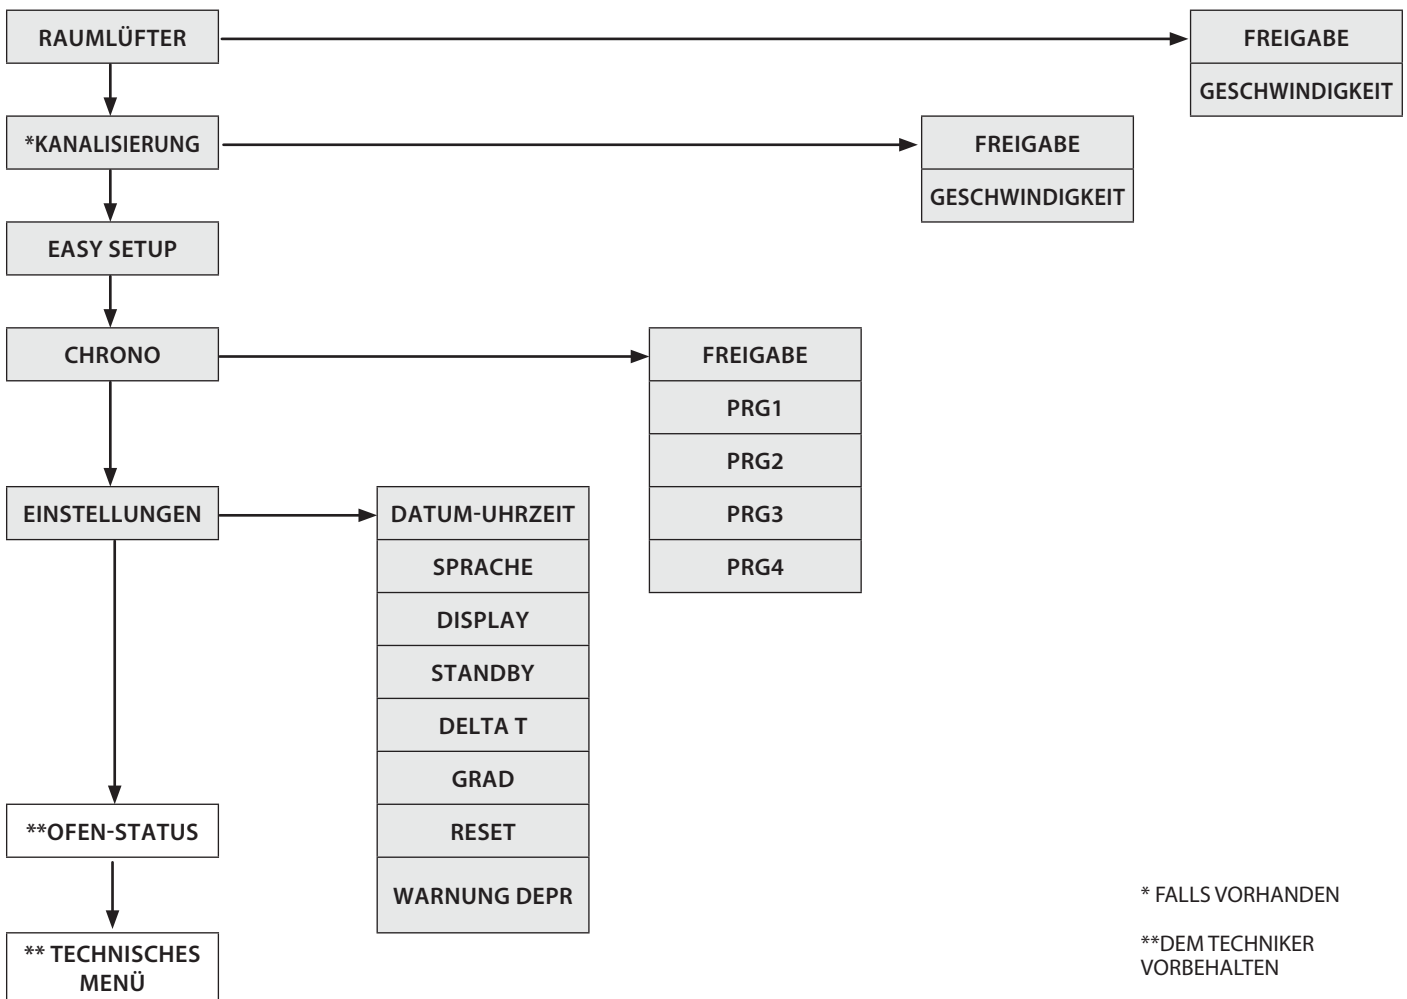 RAUMLÜFTER
FREIGABE
GESCHWINDIGKEIT
*KANALISIERUNG
FREIGABE
GESCHWINDIGKEIT
EASY SETUP
CHRONO
FREIGABE
PRG1
PRG2
PRG3
PRG4
EINSTELLUNGEN
DATUM-UHRZEIT
SPRACHE
DISPLAY
STANDBY
DELTA T
GRAD
RESET
WARNUNG DEPR
**OFEN-STATUS
** TECHNISCHES
MENÜ
* FALLS VORHANDEN
**DEM TECHNIKER
VORBEHALTEN